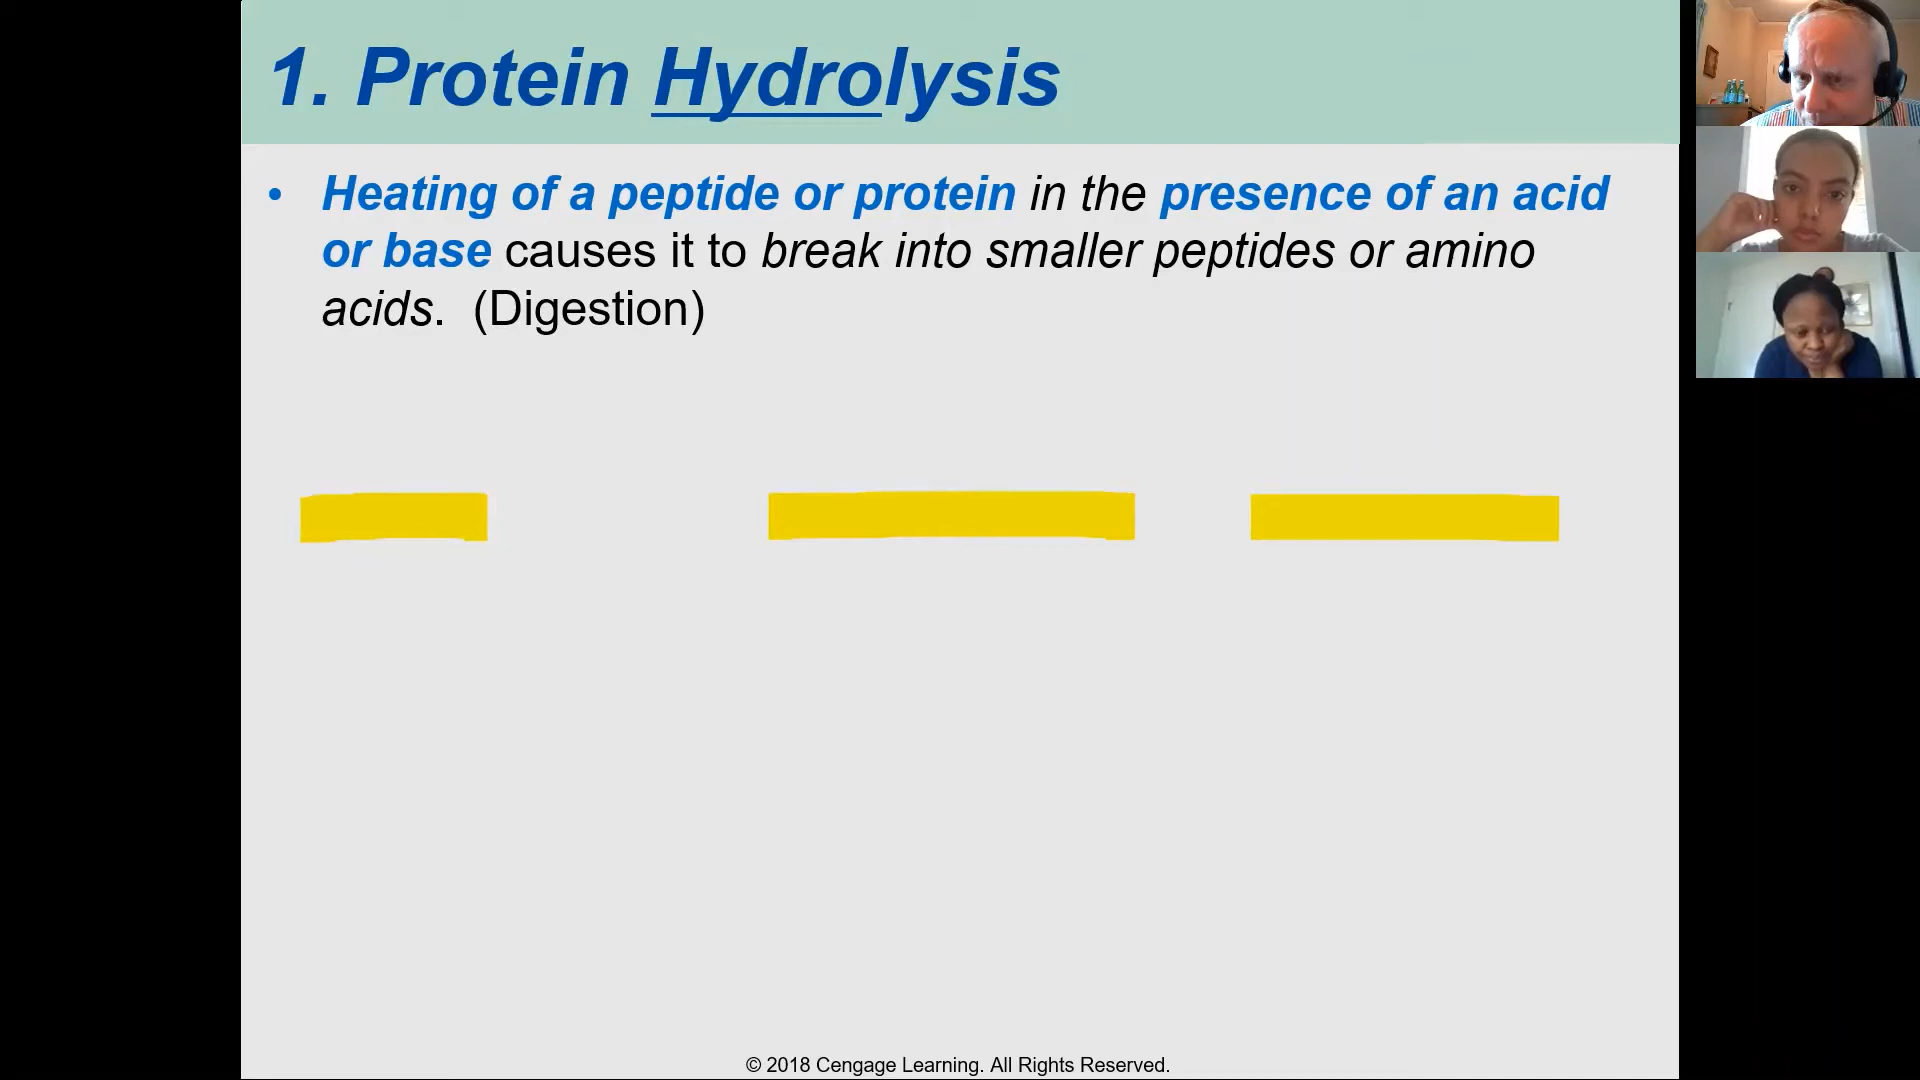 1. Protein Hydrolysis
• Heating of a peptide or protein in the presence of an acid
or base causes it to break into smaller peptides or amino
acids. (Digestion)
© 2018 Cengage Learning. All Rights Reserved.